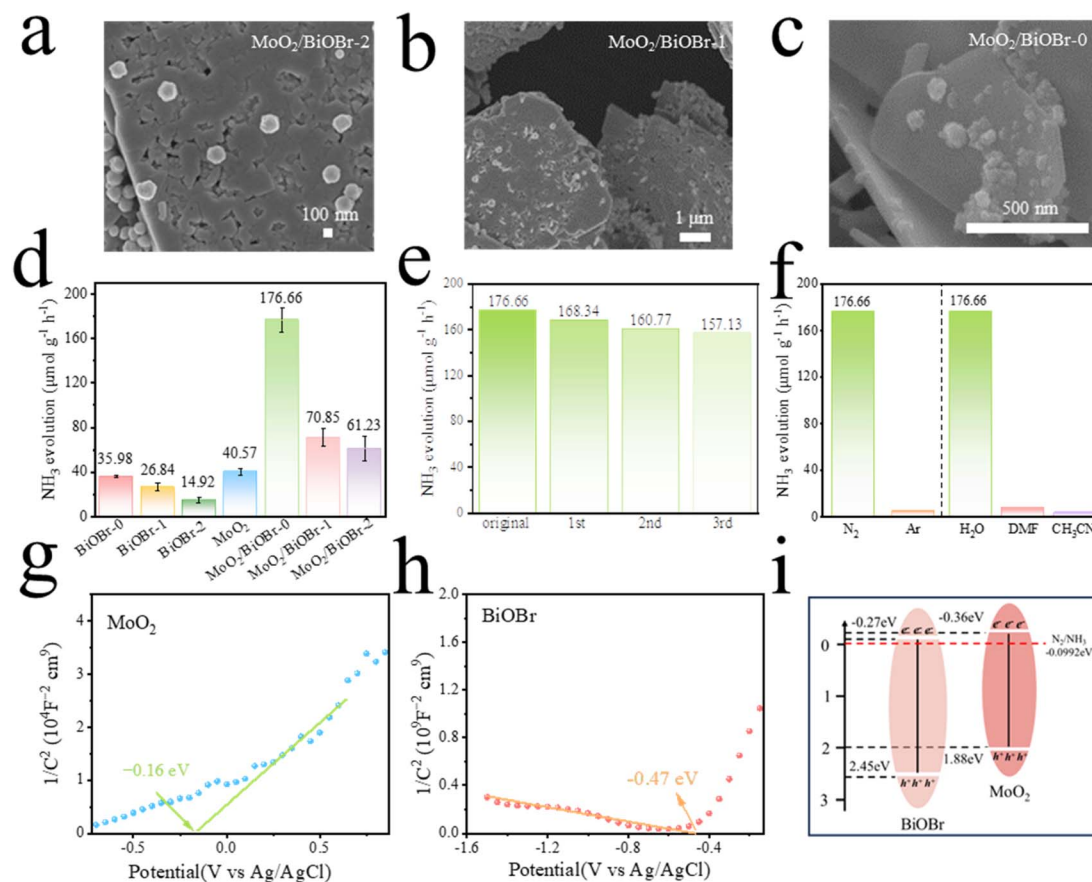 a
MoO₂/BiOBr-2
100 nm
b
MoO₂/BiOBr-1
1 μm
c
MoO₂/BiOBr-0
500 nm
d
NH₃ evolution (μmol g⁻¹ h⁻¹)
200
160
120
80
40
0
35.98
26.84
14.92
40.57
176.66
70.85
61.23
BiOBr-0
BiOBr-1
BiOBr-2
MoO₂
MoO₂/BiOBr-0
MoO₂/BiOBr-1
MoO₂/BiOBr-2
e
NH₃ evolution (μmol g⁻¹ h⁻¹)
200
160
120
80
40
0
176.66
168.34
160.77
157.13
original
1st
2nd
3rd
f
NH₃ evolution (μmol g⁻¹ h⁻¹)
200
160
120
80
40
0
176.66
176.66
N₂
Ar
H₂O
DMF
CH₃CN
g
MoO₂
1/C² (10⁴F⁻² cm⁹)
4
3
2
1
0
−0.16 eV
-0.5
0.0
0.5
Potential(V vs Ag/AgCl)
h
BiOBr
1/C² (10⁹F⁻² cm⁹)
2.0
1.6
1.2
0.8
0.4
0.0
-0.47 eV
-1.6
-1.2
-0.8
-0.4
Potential(V vs Ag/AgCl)
i
0
1
2
3
-0.27eV
-0.36eV
e⁻ e⁻ e⁻
e⁻ e⁻ e⁻
N₂/NH₃
-0.0992eV
2.45eV
1.88eV
h⁺ h⁺ h⁺
h⁺ h⁺ h⁺
BiOBr
MoO₂